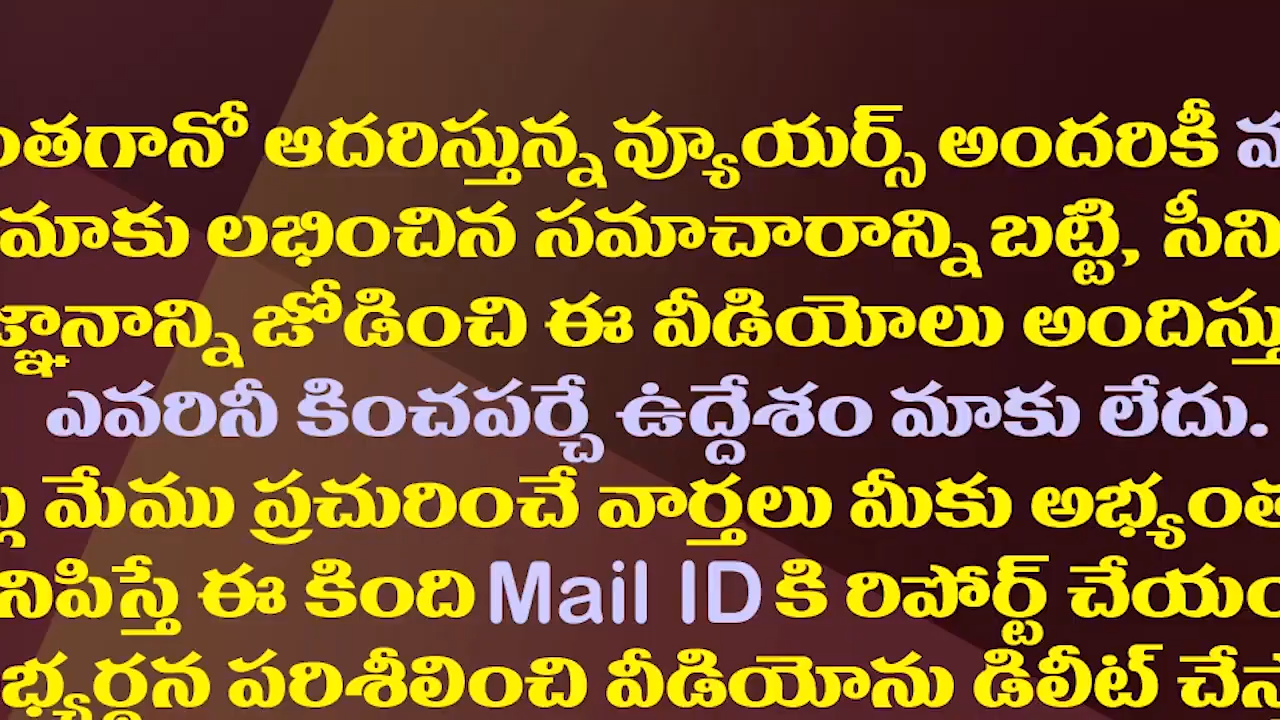 ంతగానో ఆదరిస్తున్న వ్యూయర్స్ అందరికీ
మాకు లభించిన సమాచారాన్ని బట్టి, సీని
జ్ఞానాన్ని జోడించి ఈ వీడియోలు అందిస్తు
ఎవరినీ కించపర్చే ఉద్దేశం మాకు లేదు.
మేము ప్రచురించే వార్తలు మీకు అభ్యంత
నిపిస్తే ఈ కింది Mail ID కి రిపోర్ట్ చేయం
భ్యర్థన పరిశీలించి వీడియోను డిలీట్ చేస